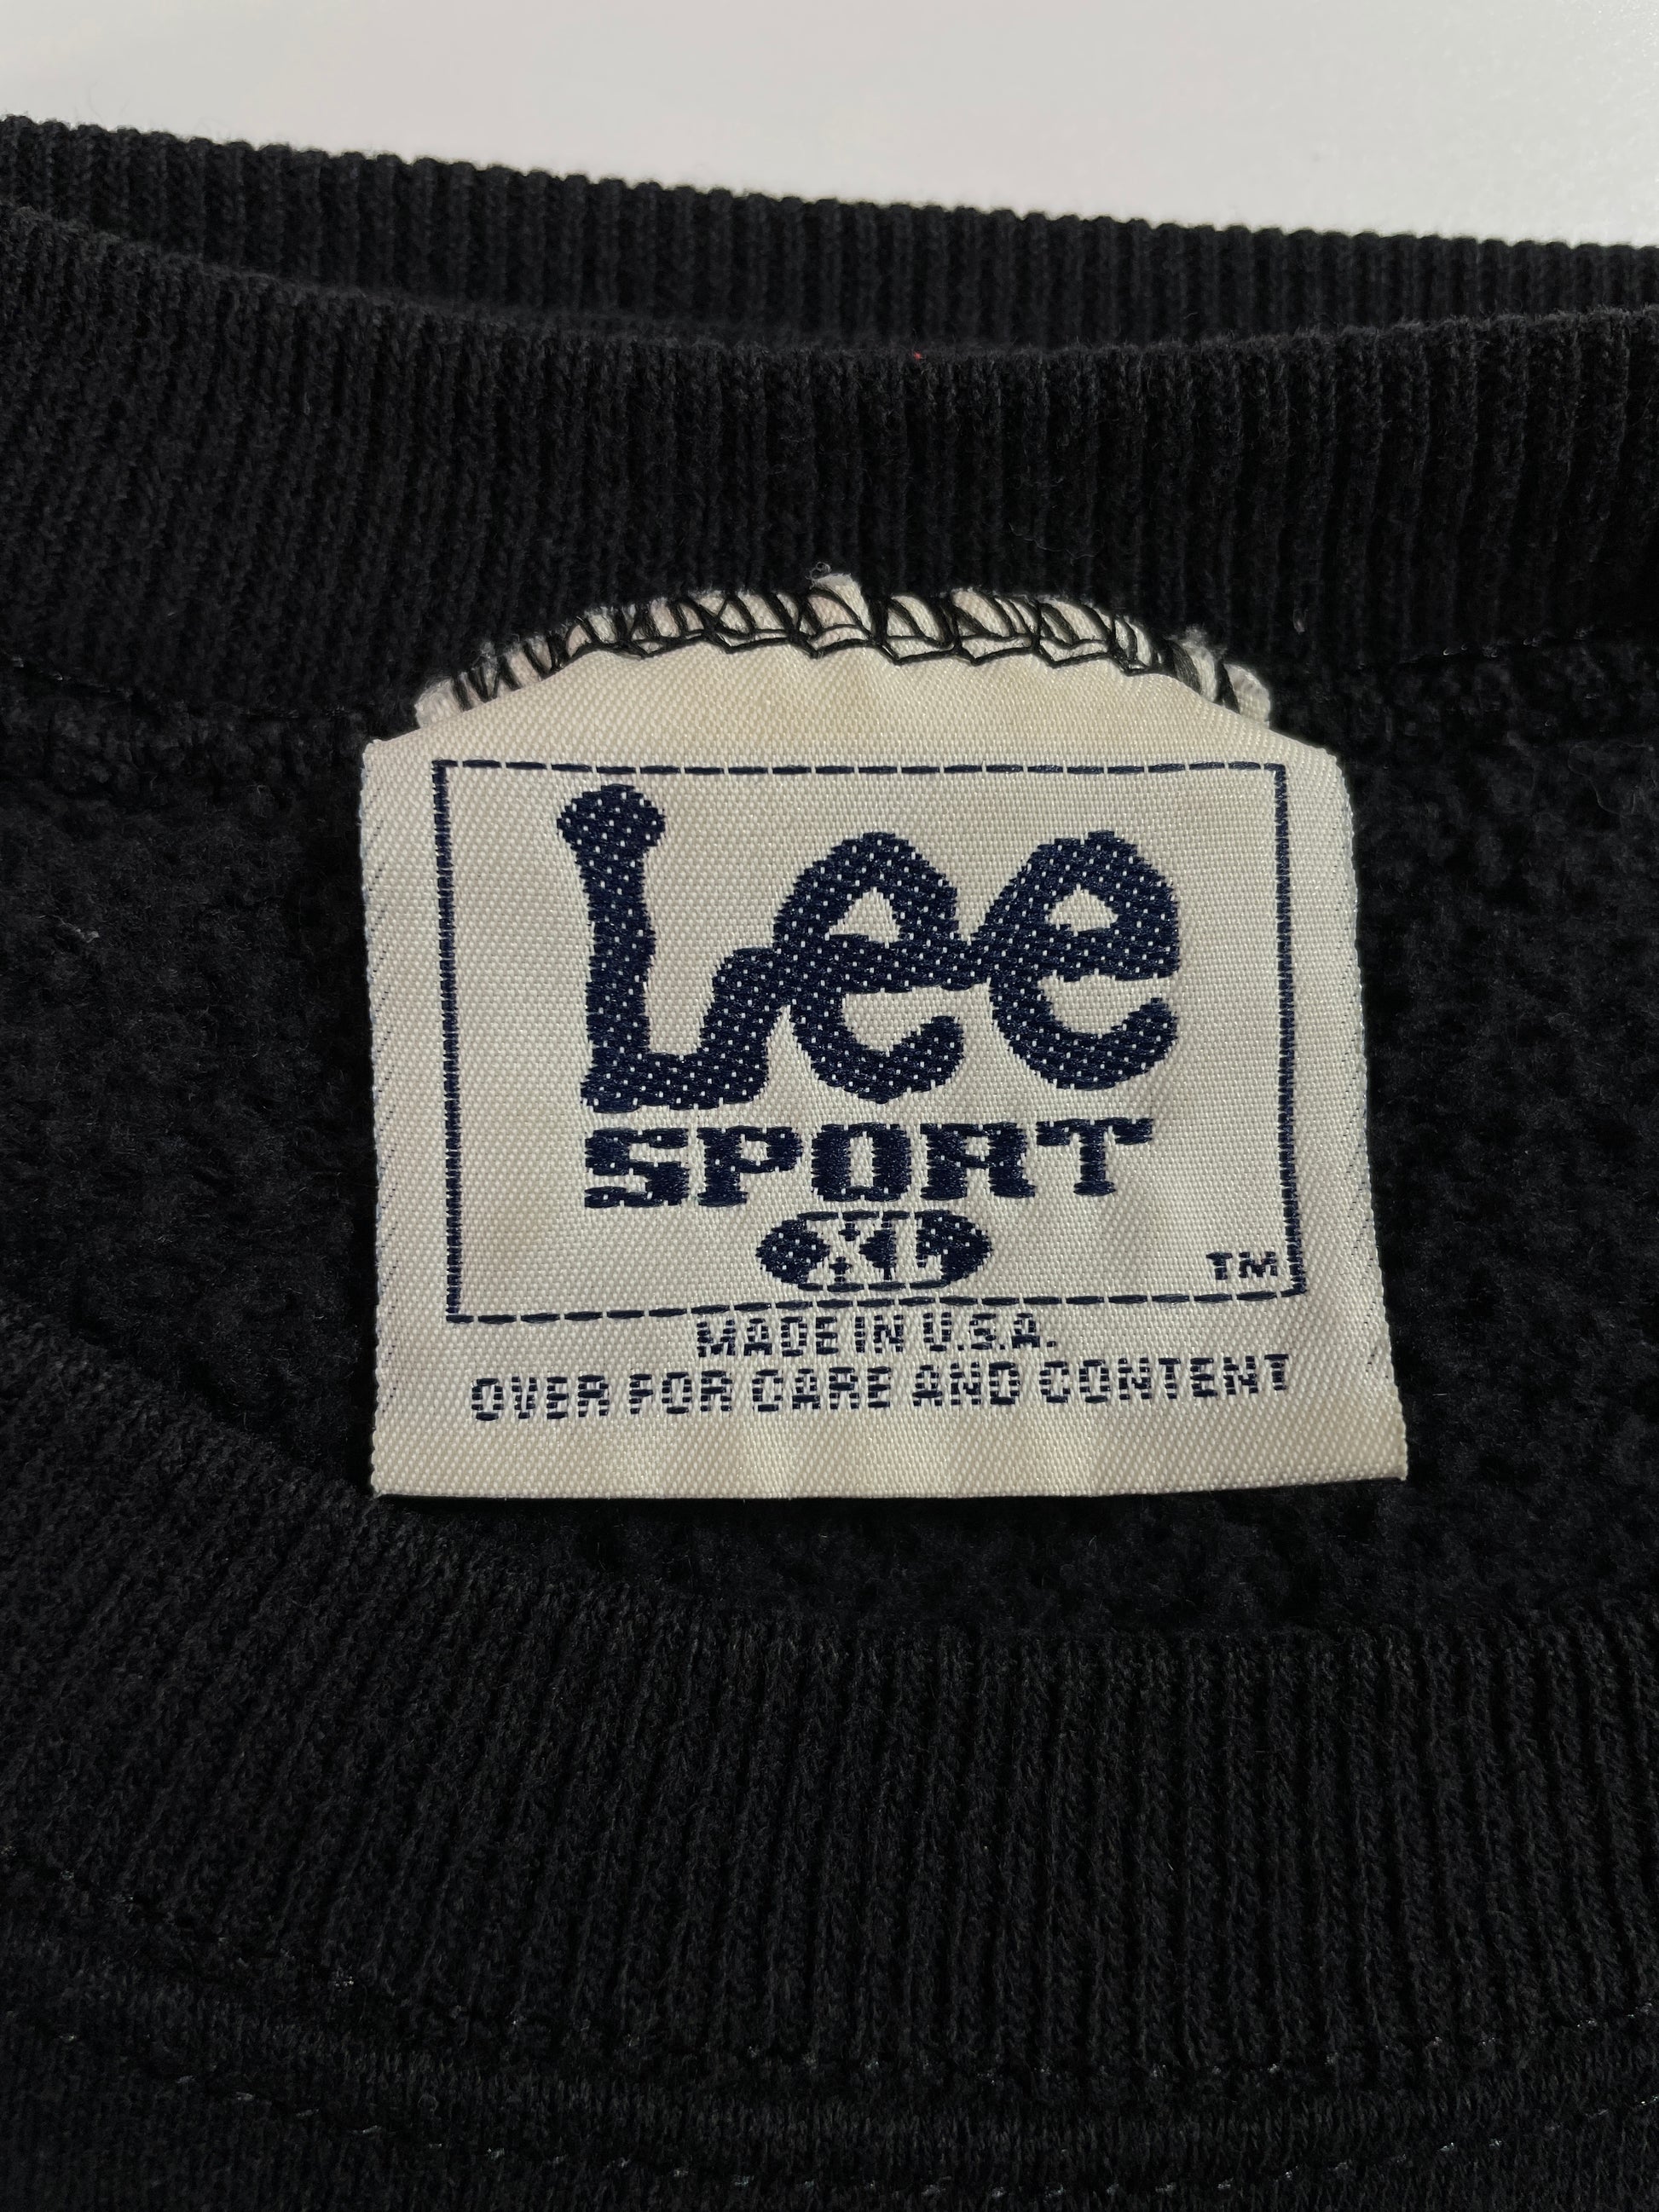 Lee
SPORT
XL
TM
MADE IN U.S.A.
OVER FOR CARE AND CONTENT